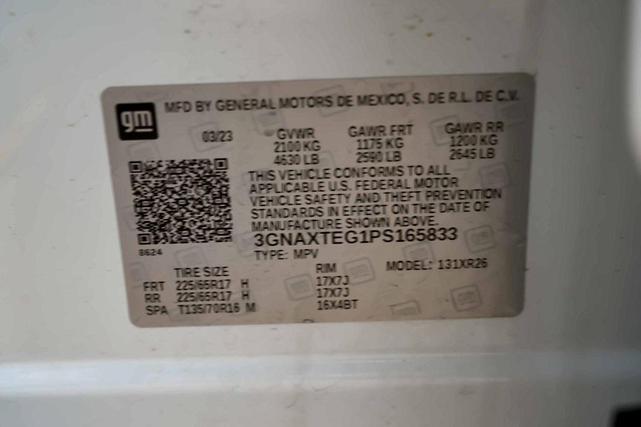 gm
MFD BY GENERAL MOTORS DE MEXICO, S. DE R.L. DE C.V.
03/23 GVWR GAWR FRT GAWR RR
2100 KG 1175 KG 1200 KG
4630 LB 2590 LB 2645 LB
THIS VEHICLE CONFORMS TO ALL
APPLICABLE U.S. FEDERAL MOTOR
VEHICLE SAFETY AND THEFT PREVENTION
STANDARDS IN EFFECT ON THE DATE OF
MANUFACTURE SHOWN ABOVE
3GNAXTEG1PS165833
8624
TYPE: MPV MODEL: 131XR26
TIRE SIZE RIM
FRT 225/65R17 H 17X7J
RR 225/65R17 H 17X7J
SPA T135/70R16 M 16X4BT